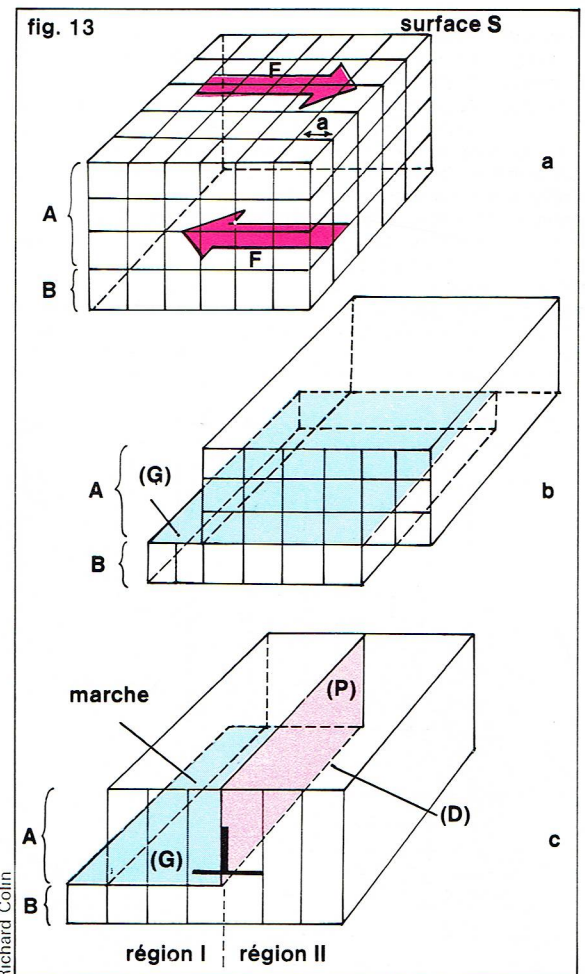 fig. 13
surface S
F
a
A
F
B
a
(G)
A
B
b
marche
(P)
(D)
A
(G)
B
c
région I
région II
Richard Colin